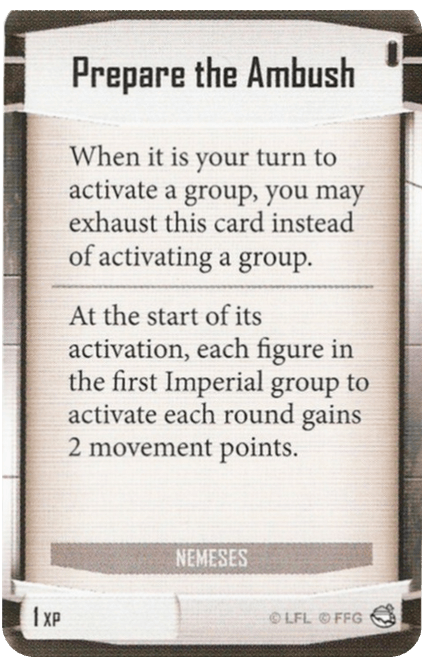 Prepare the Ambush
When it is your turn to
activate a group, you may
exhaust this card instead
of activating a group.
At the start of its
activation, each figure in
the first Imperial group to
activate each round gains
2 movement points.
NEMESES
1 XP
© LFL © FFG